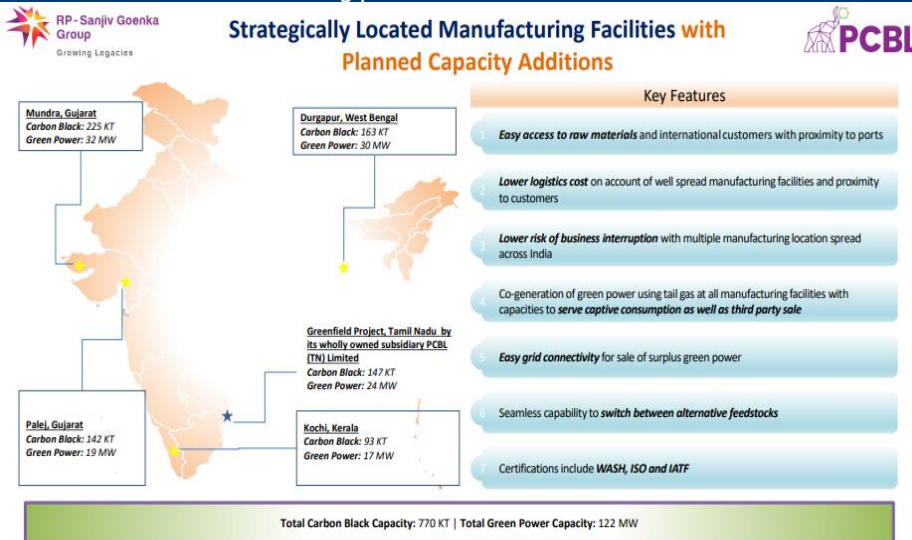 RP - Sanjiv Goenka
Group
Growing Legacies
Strategically Located Manufacturing Facilities with
Planned Capacity Additions
PCBL
Mundra, Gujarat
Carbon Black: 225 KT
Green Power: 32 MW
Durgapur, West Bengal
Carbon Black: 163 KT
Green Power: 30 MW
Greenfield Project, Tamil Nadu by
its wholly owned subsidiary PCBL
(TN) Limited
Carbon Black: 147 KT
Green Power: 24 MW
Palej, Gujarat
Carbon Black: 142 KT
Green Power: 19 MW
Kochi, Kerala
Carbon Black: 93 KT
Green Power: 17 MW
Key Features
1 Easy access to raw materials and international customers with proximity to ports
2 Lower logistics cost on account of well spread manufacturing facilities and proximity
to customers
3 Lower risk of business interruption with multiple manufacturing location spread
across India
4 Co-generation of green power using tail gas at all manufacturing facilities with
capacities to serve captive consumption as well as third party sale
5 Easy grid connectivity for sale of surplus green power
6 Seamless capability to switch between alternative feedstocks
7 Certifications include WASH, ISO and IATF
Total Carbon Black Capacity: 770 KT | Total Green Power Capacity: 122 MW